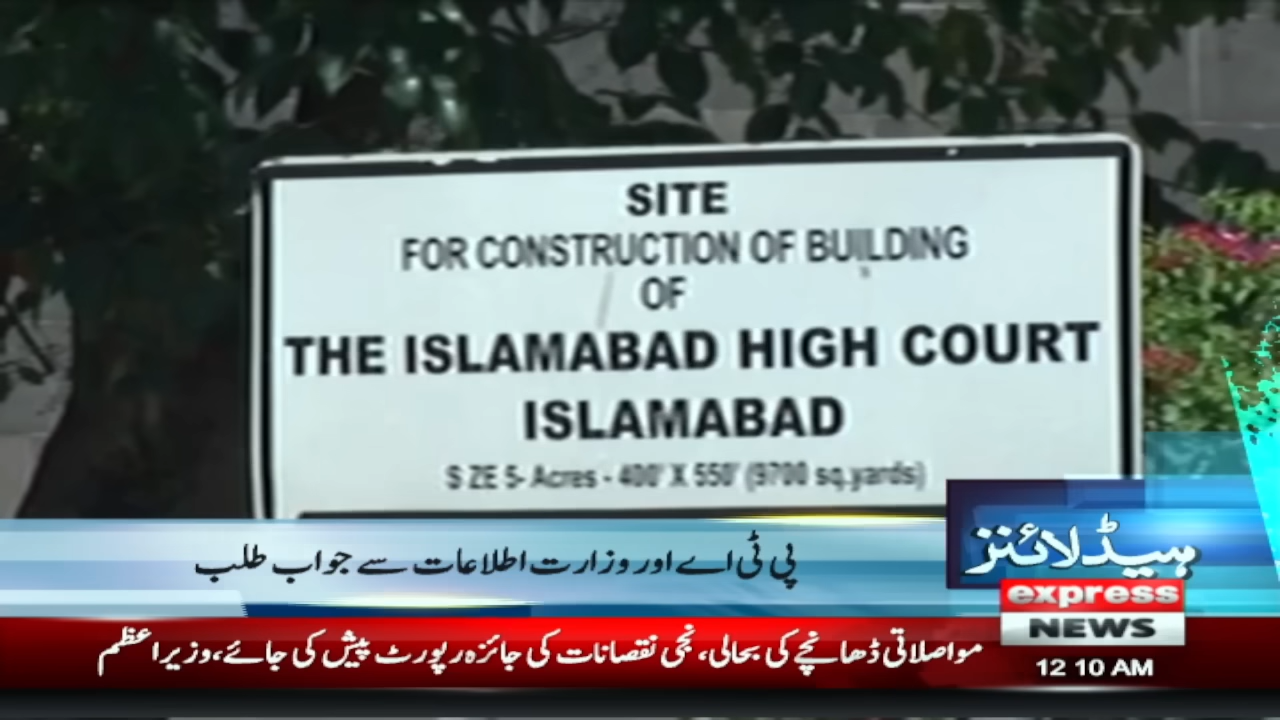 SITE
FOR CONSTRUCTION OF BUILDING
OF
THE ISLAMABAD HIGH COURT
ISLAMABAD
S ZE 5- Acres - 400' X 550' (9700 sq.yards)
ہیڈلائنز
پی ٹی اے اور وزارت اطلاعات سے جواب طلب
express
NEWS
مواصلاتی ڈھانچے کی بحالی، نجی نقصانات کی جائزہ رپورٹ پیش کی جائے، وزیراعظم
12 10 AM